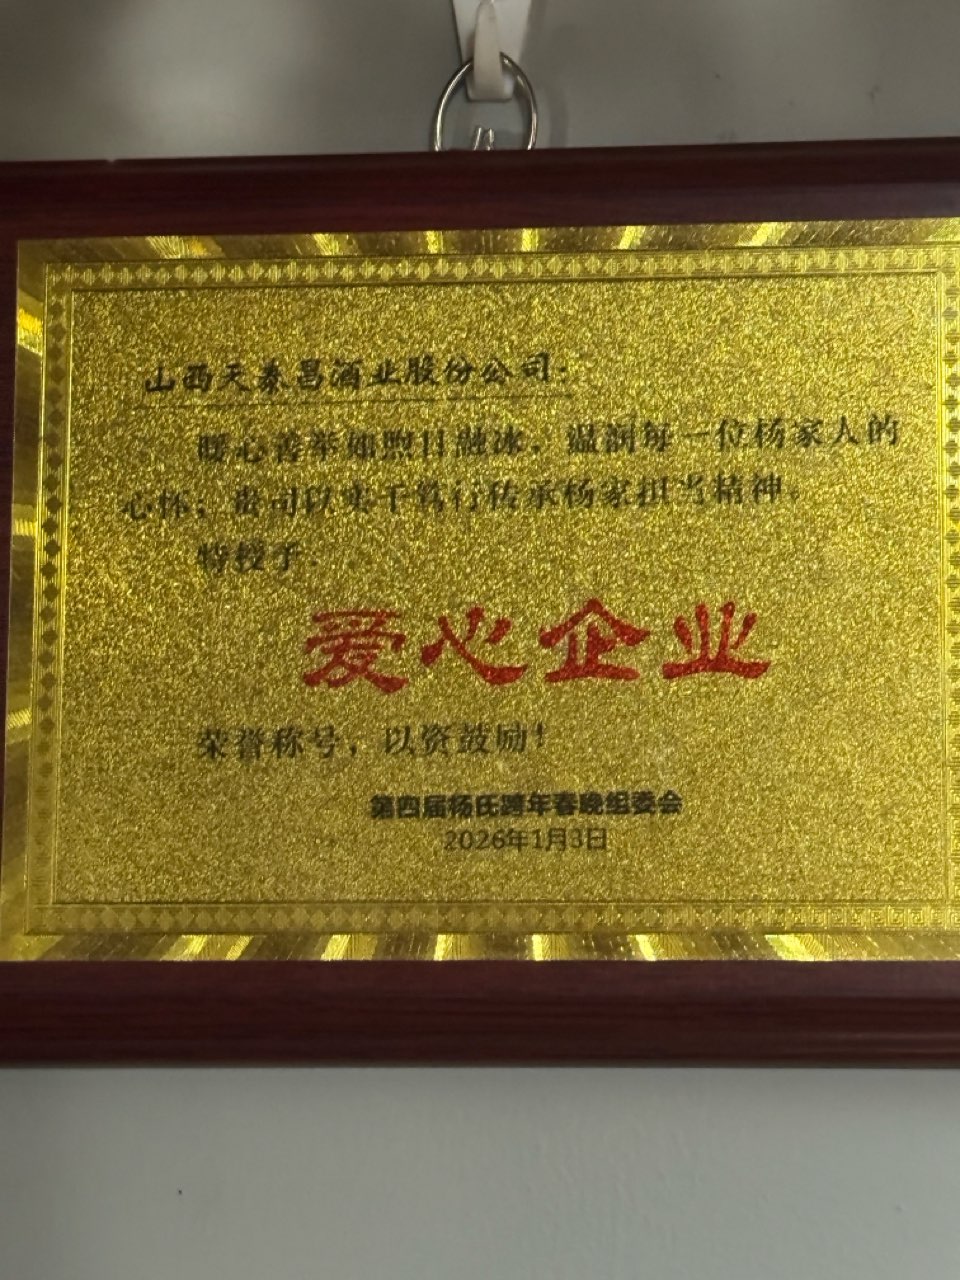 山西天泰昌酒业股份公司:
暖心善举如煦日融冰，温润每一位杨家人的
心怀；贵司以实干笃行传承杨家担当精神。
特授予:
爱心企业
荣誉称号，以资鼓励！
第四届杨氏跨年春晚组委会
2026年1月3日